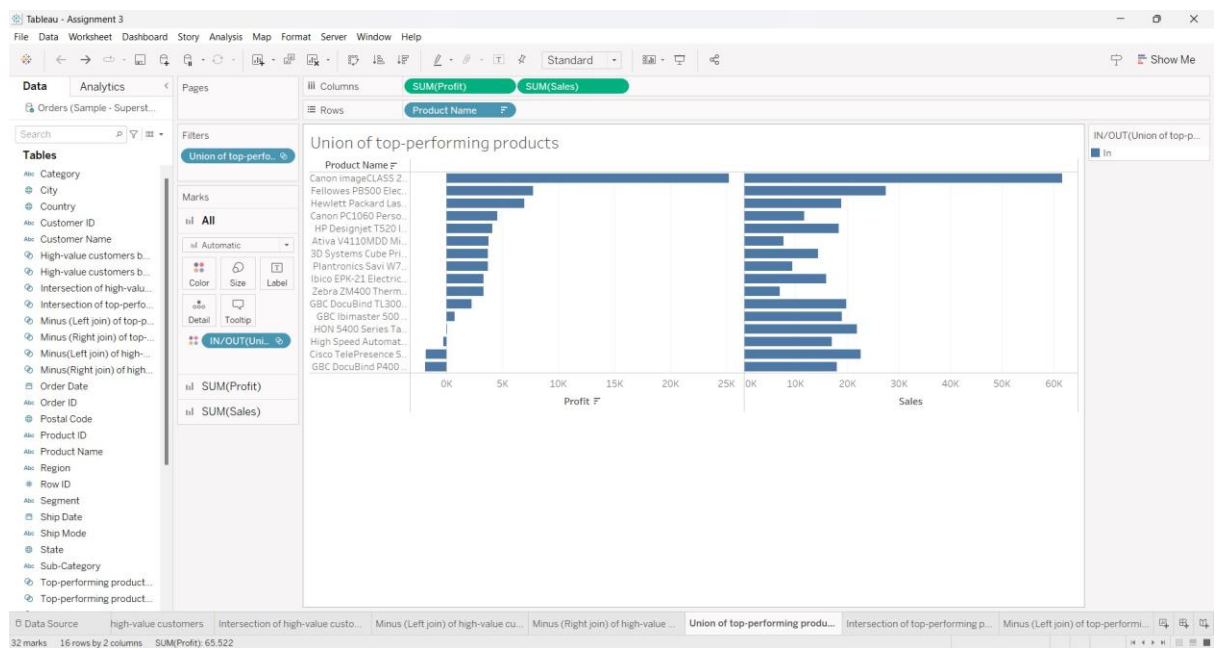 Tableau - Assignment 3
File Data Worksheet Dashboard Story Analysis Map Format Server Window Help
Standard
Show Me
Data Analytics
Orders (Sample - Superst...
Search
Tables
Abc Category
City
Country
Abc Customer ID
Abc Customer Name
High-value customers b...
High-value customers b...
Intersection of high-valu...
Intersection of top-perfo...
Minus (Left join) of top-p...
Minus (Right join) of top-...
Minus(Left join) of high-...
Minus(Right join) of high...
Order Date
Abc Order ID
Postal Code
Abc Product ID
Abc Product Name
Abc Region
# Row ID
Abc Segment
Ship Date
Abc Ship Mode
State
Abc Sub-Category
Top-performing product...
Top-performing product...
Pages
Filters
Union of top-perfo..
Marks
All
Automatic
Color Size Label
Detail Tooltip
IN/OUT(Uni..
SUM(Profit)
SUM(Sales)
Columns SUM(Profit) SUM(Sales)
Rows Product Name
Union of top-performing products
Product Name
Canon imageCLASS 2..
Fellowes PB500 Elec..
Hewlett Packard Las..
Canon PC1060 Perso..
HP Designjet T520 I..
Ativa V4110MDD Mi..
3D Systems Cube Pri..
Plantronics Savi W7..
Ibico EPK-21 Electric..
Zebra ZM400 Therm..
GBC DocuBind TL300..
GBC Ibimaster 500 ..
HON 5400 Series Ta..
High Speed Automat..
Cisco TelePresence S..
GBC DocuBind P400 ..
0K 5K 10K 15K 20K 25K 0K 10K 20K 30K 40K 50K 60K
Profit Sales
IN/OUT(Union of top-p...
In
Data Source high-value customers Intersection of high-value custo... Minus (Left join) of high-value cu... Minus (Right join) of high-value ... Union of top-performing produ... Intersection of top-performing p... Minus (Left join) of top-performi...
32 marks 16 rows by 2 columns SUM(Profit): 65.522